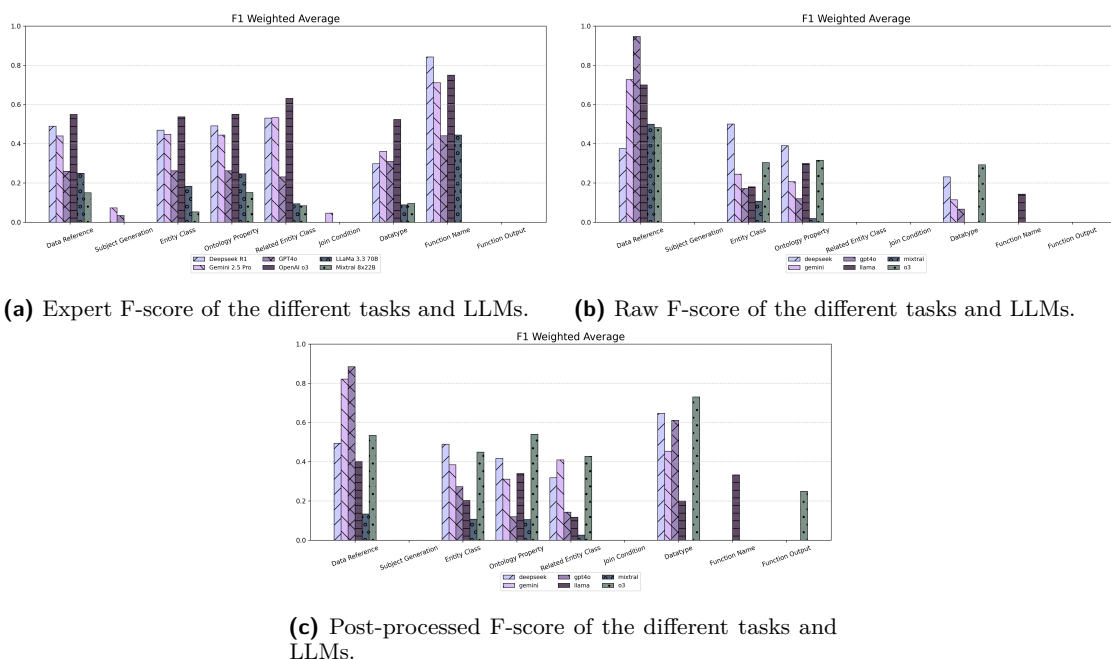 F1 Weighted Average
1.0
0.8
0.6
0.4
0.2
0.0
Data Reference
Subject Generation
Entity Class
Ontology Property
Related Entity Class
Join Condition
Datatype
Function Name
Function Output
Deepseek R1 GPT4o LLaMa 3.3 70B
Gemini 2.5 Pro OpenAI o3 Mixtral 8x22B
(a) Expert F-score of the different tasks and LLMs.
F1 Weighted Average
1.0
0.8
0.6
0.4
0.2
0.0
Data Reference
Subject Generation
Entity Class
Ontology Property
Related Entity Class
Join Condition
Datatype
Function Name
Function Output
deepseek gpt4o mixtral
gemini llama o3
(b) Raw F-score of the different tasks and LLMs.
F1 Weighted Average
1.0
0.8
0.6
0.4
0.2
0.0
Data Reference
Subject Generation
Entity Class
Ontology Property
Related Entity Class
Join Condition
Datatype
Function Name
Function Output
deepseek gpt4o mixtral
gemini llama o3
(c) Post-processed F-score of the different tasks and
LLMs.